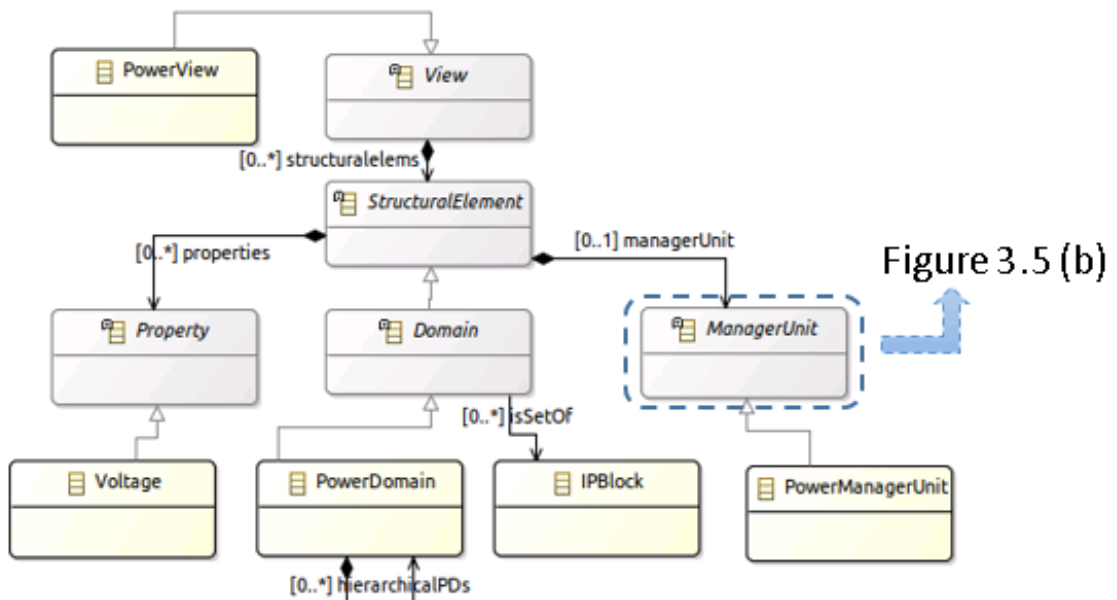 PowerView
View
[0..*] structuralelems
StructuralElement
[0..1] managerUnit
[0..*] properties
Figure 3.5 (b)
Property
Domain
ManagerUnit
[0..*] isSetOf
Voltage
PowerDomain
IPBlock
PowerManagerUnit
[0..*] hierarchicalPDs